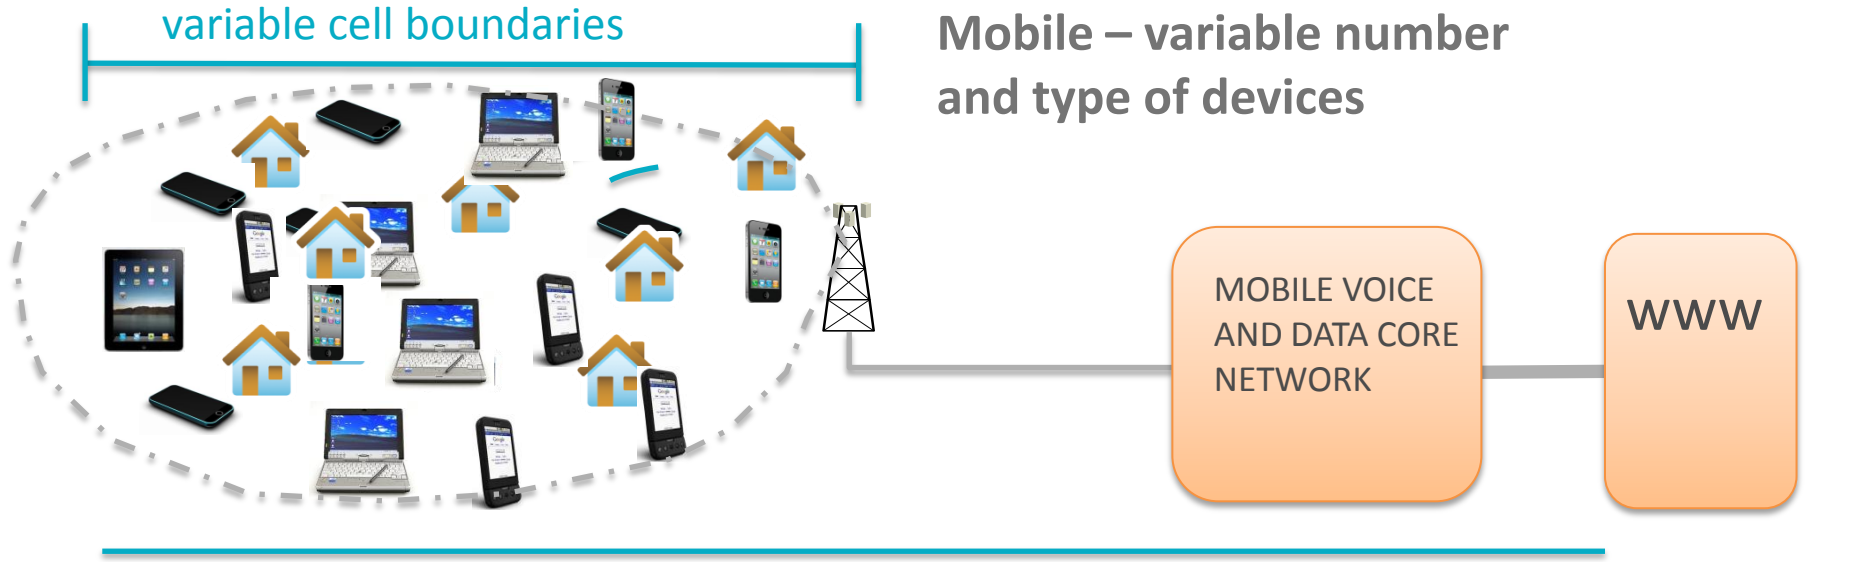 variable cell boundaries
Mobile – variable number
and type of devices
MOBILE VOICE
AND DATA CORE
NETWORK
WWW